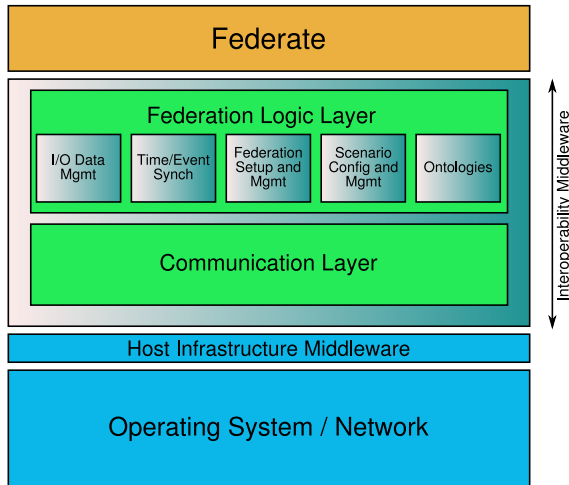 Federate
Federation Logic Layer
I/O Data
Mgmt
Time/Event
Synch
Federation
Setup and
Mgmt
Scenario
Config and
Mgmt
Ontologies
Communication Layer
Interoperability Middleware
Host Infrastructure Middleware
Operating System / Network